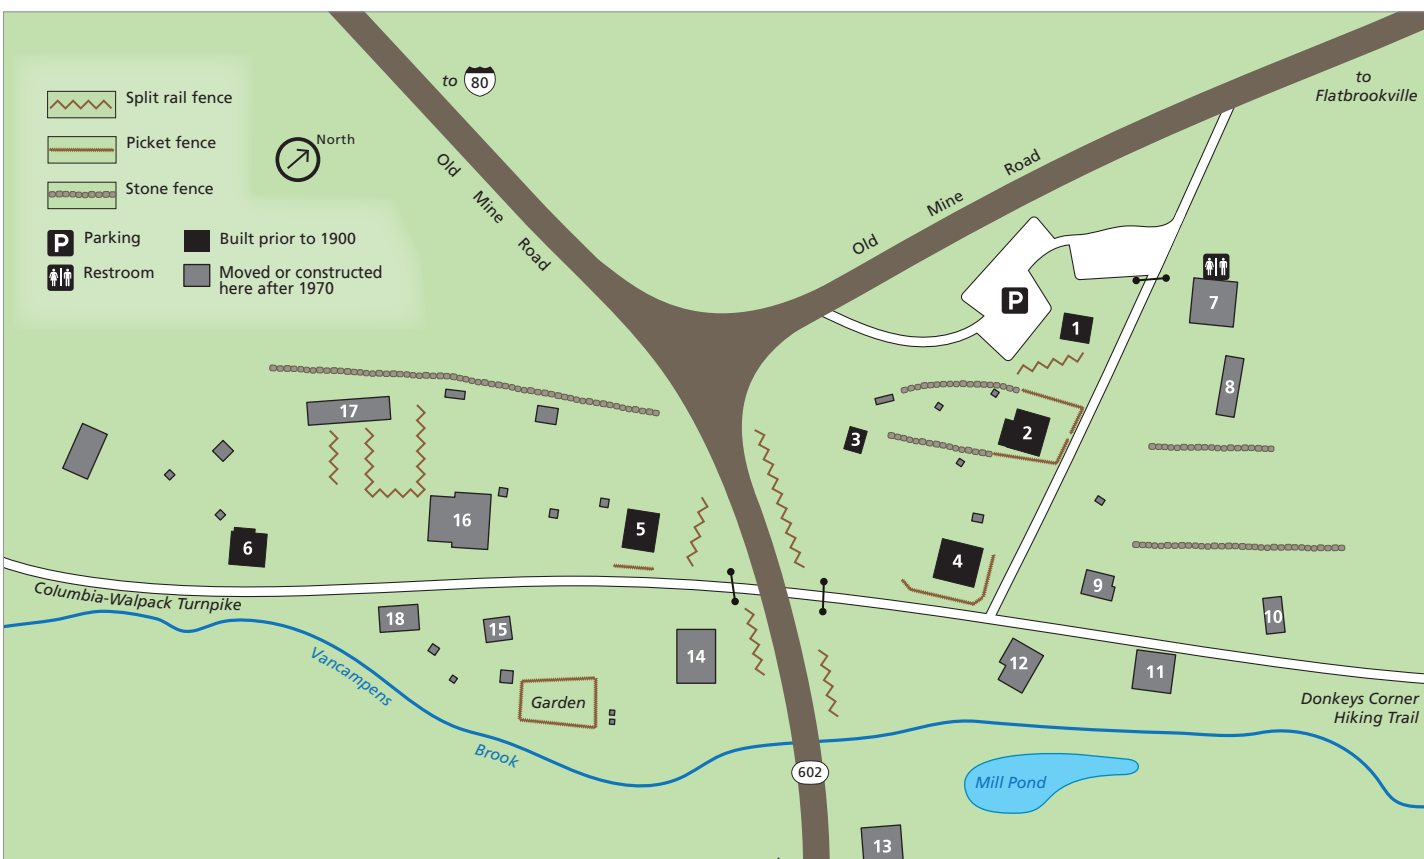 to 80
to
Flatbrookville
Split rail fence
Picket fence
Stone fence
P Parking
Restroom
Built prior to 1900
Moved or constructed
here after 1970
North
Old Mine Road
Old Mine Road
P
1
2
3
4
5
6
7
8
9
10
11
12
13
14
15
16
17
18
Columbia-Walpack Turnpike
Vancampens
Brook
Garden
602
Mill Pond
Donkeys Corner
Hiking Trail